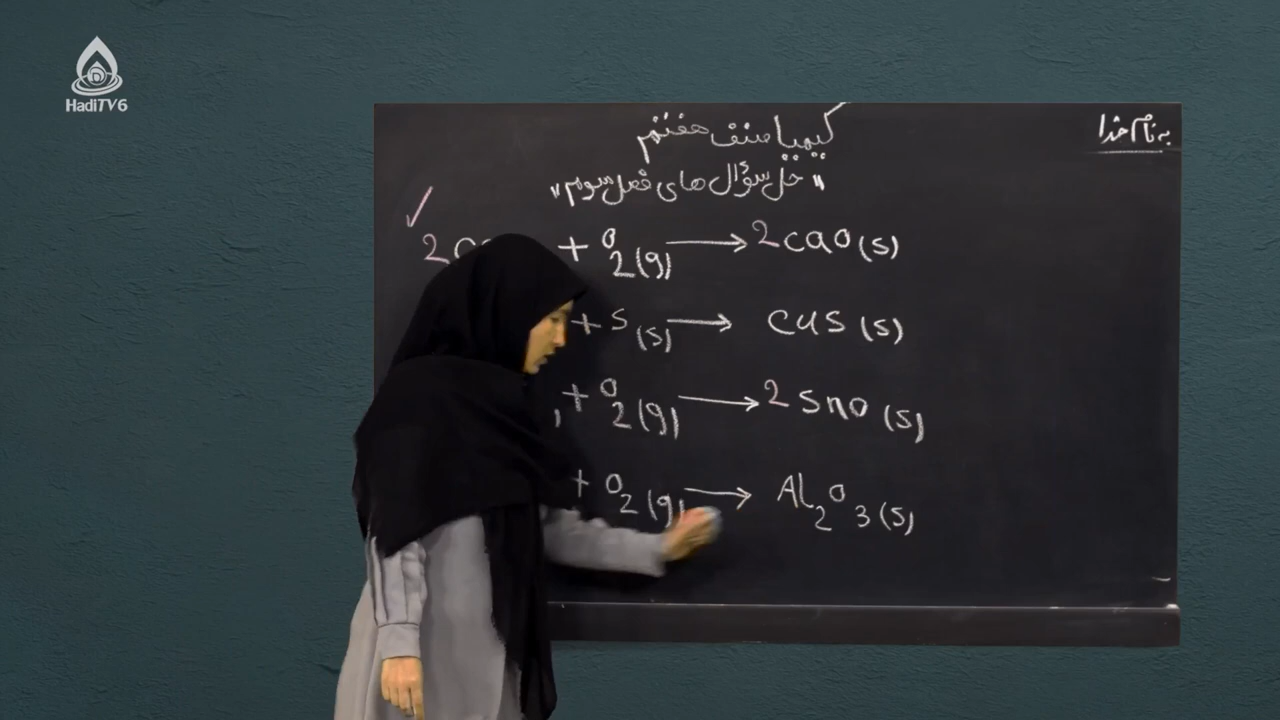 HadiTV6
به نام خدا
کیمیا صنف هفتم
"حل سؤال های فصل سوم"
2 + O2(g) → 2cao(s)
+ s(s) → cus(s)
+ O2(g) → 2sno(s)
+ O2(g) → Al2O3(s)